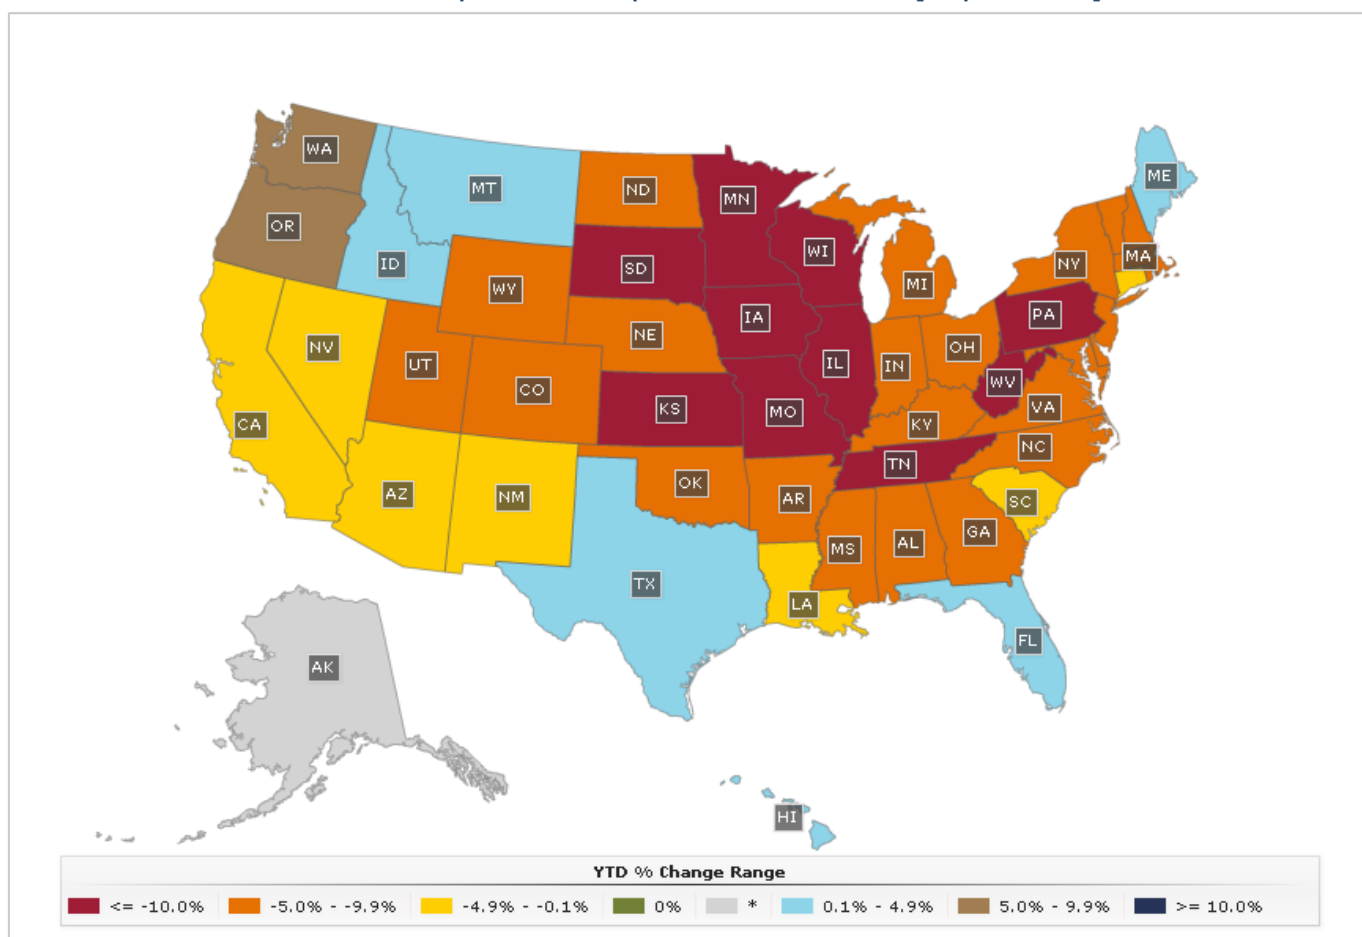 WA
MT
ND
MN
ME
OR
ID
SD
WI
MA
NY
WY
MI
IA
PA
NV
NE
OH
UT
IL
IN
CO
WV
KS
MO
VA
CA
KY
NC
TN
OK
AZ
NM
AR
SC
GA
MS
AL
TX
LA
FL
AK
HI
YTD % Change Range
<= -10.0% -5.0% - -9.9% -4.9% - -0.1% 0% * 0.1% - 4.9% 5.0% - 9.9% >= 10.0%